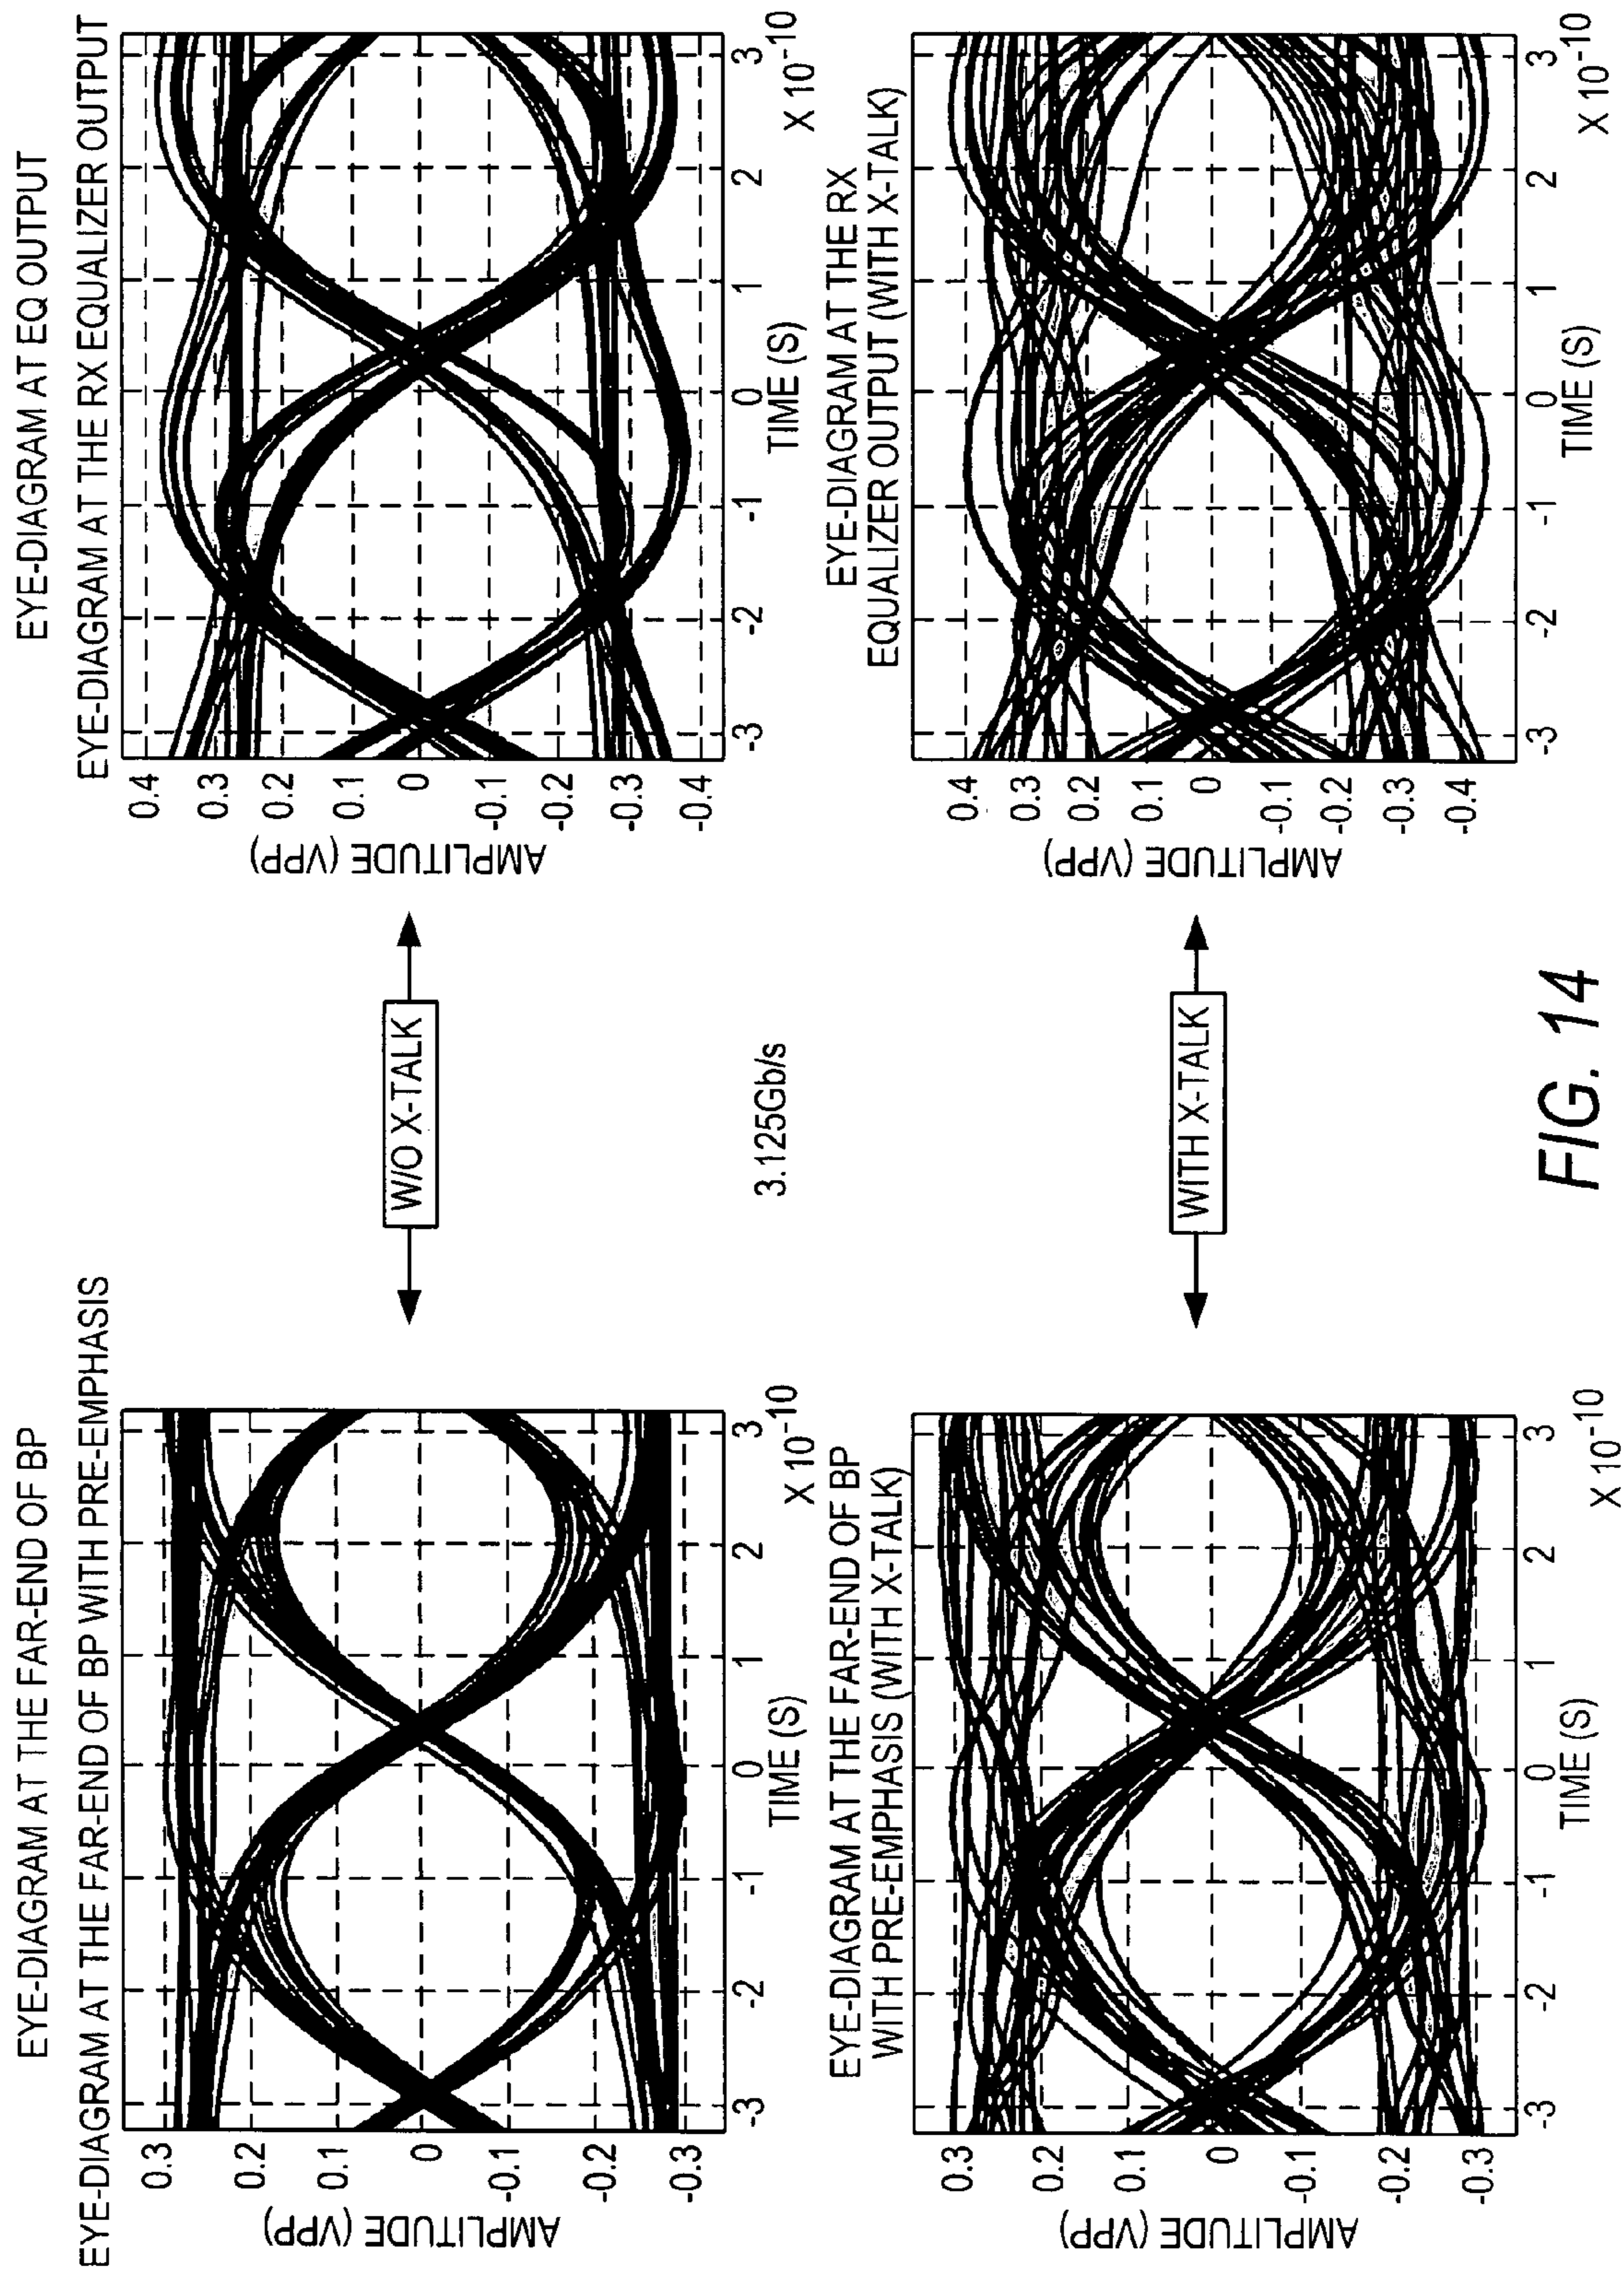 EYE-DIAGRAM AT THE FAR-END OF BP
EYE-DIAGRAM AT THE FAR-END OF BP WITH PRE-EMPHASIS
AMPLITUDE (VPP)
0.3
0.2
0.1
0
-0.1
-0.2
-0.3
-3
-2
-1
0
1
2
3
TIME (S)
X 10-10
W/O X-TALK
EYE-DIAGRAM AT EQ OUTPUT
EYE-DIAGRAM AT THE RX EQUALIZER OUTPUT
AMPLITUDE (VPP)
0.4
0.3
0.2
0.1
0
-0.1
-0.2
-0.3
-0.4
-3
-2
-1
0
1
2
3
TIME (S)
X 10-10
3.125Gb/s
EYE-DIAGRAM AT THE FAR-END OF BP
WITH PRE-EMPHASIS (WITH X-TALK)
AMPLITUDE (VPP)
0.3
0.2
0.1
0
-0.1
-0.2
-0.3
-3
-2
-1
0
1
2
3
TIME (S)
X 10-10
WITH X-TALK
EYE-DIAGRAM AT THE RX
EQUALIZER OUTPUT (WITH X-TALK)
AMPLITUDE (VPP)
0.4
0.3
0.2
0.1
0
-0.1
-0.2
-0.3
-0.4
-3
-2
-1
0
1
2
3
TIME (S)
X 10-10
FIG. 14